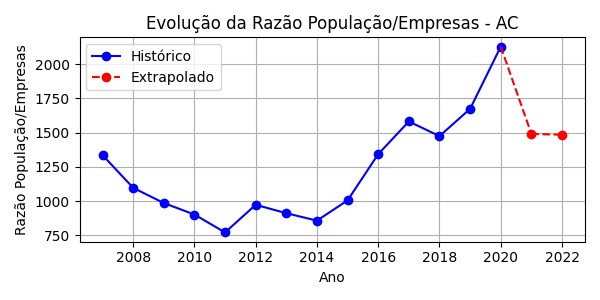 Evolução da Razão População/Empresas - AC
Razão População/Empresas
2000
1750
1500
1250
1000
750
Histórico
Extrapolado
2008 2010 2012 2014 2016 2018 2020 2022
Ano